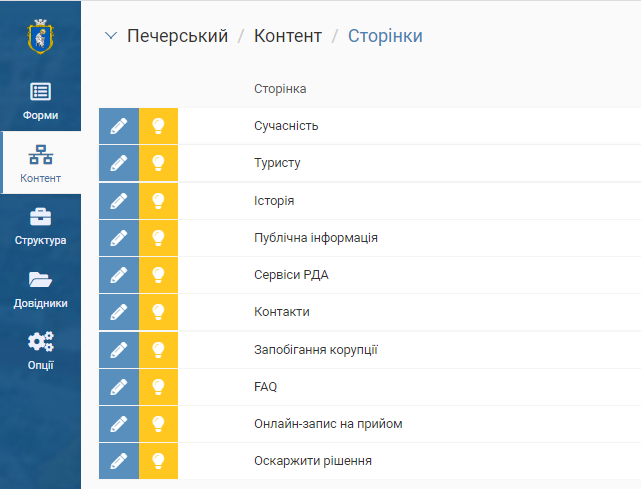 Печерський / Контент / Сторінки
Форми
Контент
Структура
Довідники
Опції
Сторінка
Сучасність
Туристу
Історія
Публічна інформація
Сервіси РДА
Контакти
Запобігання корупції
FAQ
Онлайн-запис на прийом
Оскаржити рішення